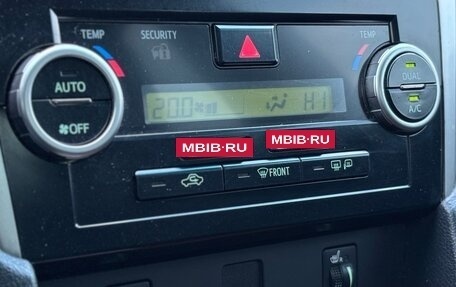 TEMP
SECURITY
TEMP
AUTO
OFF
20.0
HI
DUAL
A/C
MBIB-RU
MBIB-RU
FRONT
R